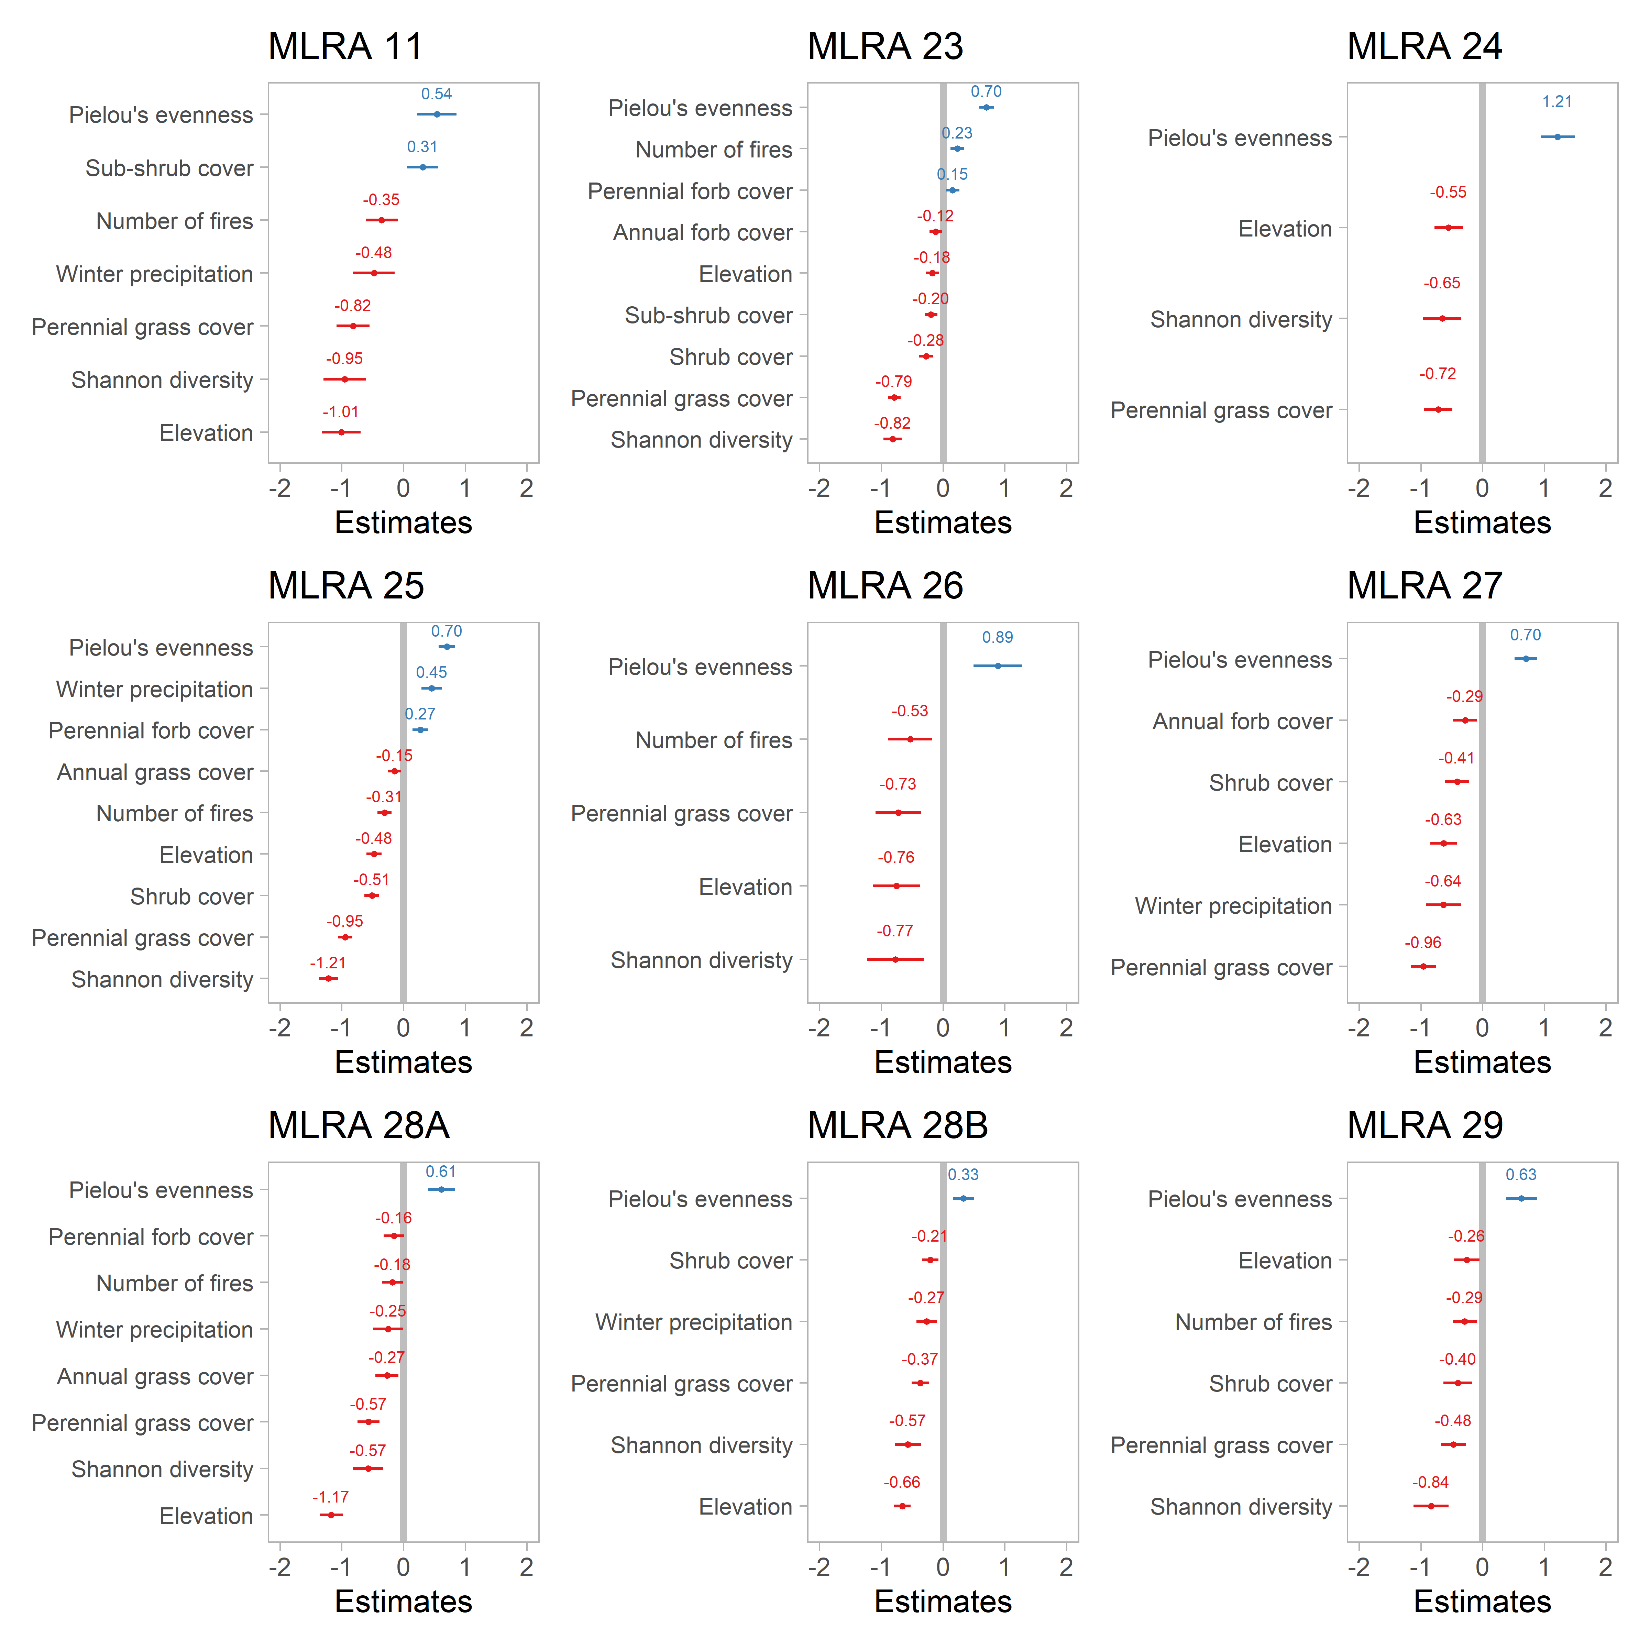 MLRA 11
Pielou's evenness 0.54
Sub-shrub cover 0.31
Number of fires -0.35
Winter precipitation -0.48
Perennial grass cover -0.82
Shannon diversity -0.95
Elevation -1.01
-2 -1 0 1 2
Estimates
MLRA 23
Pielou's evenness 0.70
Number of fires 0.23
Perennial forb cover 0.15
Annual forb cover -0.12
Elevation -0.18
Sub-shrub cover -0.20
Shrub cover -0.28
Perennial grass cover -0.79
Shannon diversity -0.82
-2 -1 0 1 2
Estimates
MLRA 24
Pielou's evenness 1.21
Elevation -0.55
Shannon diversity -0.65
Perennial grass cover -0.72
-2 -1 0 1 2
Estimates
MLRA 25
Pielou's evenness 0.70
Winter precipitation 0.45
Perennial forb cover 0.27
Annual grass cover -0.15
Number of fires -0.31
Elevation -0.48
Shrub cover -0.51
Perennial grass cover -0.95
Shannon diversity -1.21
-2 -1 0 1 2
Estimates
MLRA 26
Pielou's evenness 0.89
Number of fires -0.53
Perennial grass cover -0.73
Elevation -0.76
Shannon diveristy -0.77
-2 -1 0 1 2
Estimates
MLRA 27
Pielou's evenness 0.70
Annual forb cover -0.29
Shrub cover -0.41
Elevation -0.63
Winter precipitation -0.64
Perennial grass cover -0.96
-2 -1 0 1 2
Estimates
MLRA 28A
Pielou's evenness 0.61
Perennial forb cover -0.16
Number of fires -0.18
Winter precipitation -0.25
Annual grass cover -0.27
Perennial grass cover -0.57
Shannon diversity -0.57
Elevation -1.17
-2 -1 0 1 2
Estimates
MLRA 28B
Pielou's evenness 0.33
Shrub cover -0.21
Winter precipitation -0.27
Perennial grass cover -0.37
Shannon diversity -0.57
Elevation -0.66
-2 -1 0 1 2
Estimates
MLRA 29
Pielou's evenness 0.63
Elevation -0.26
Number of fires -0.29
Shrub cover -0.40
Perennial grass cover -0.48
Shannon diversity -0.84
-2 -1 0 1 2
Estimates